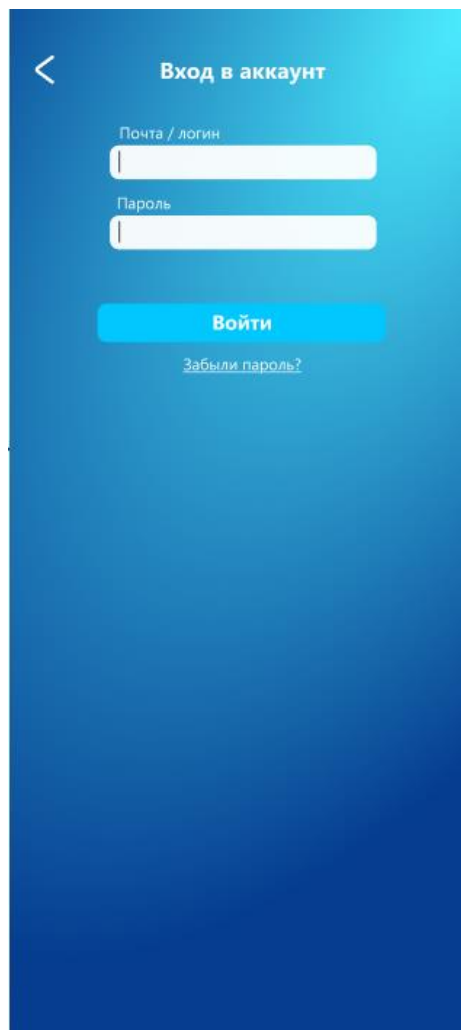 Вход в аккаунт
Почта / логин
Пароль
Войти
Забыли пароль?